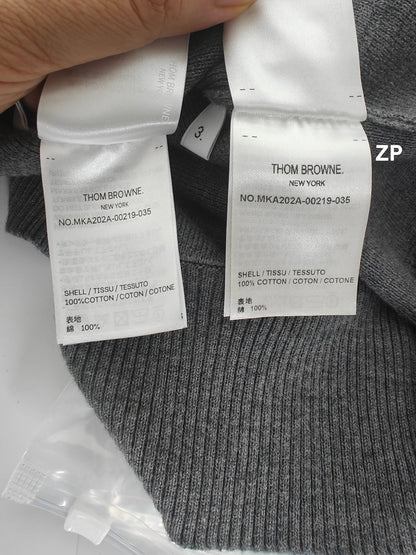 THOM BROWNE
NEW YORK
3.
ZP
THOM BROWNE.
NEW YORK
NO.MKA202A-00219-035
SHELL / TISSU / TESSUTO
100%COTTON / COTON / COTONE
表地
綿 100%
THOM BROWNE.
NEW YORK
NO.MKA202A-00219-035
SHELL / TISSU / TESSUTO
100% COTTON / COTON / COTONE
表地
綿 100%